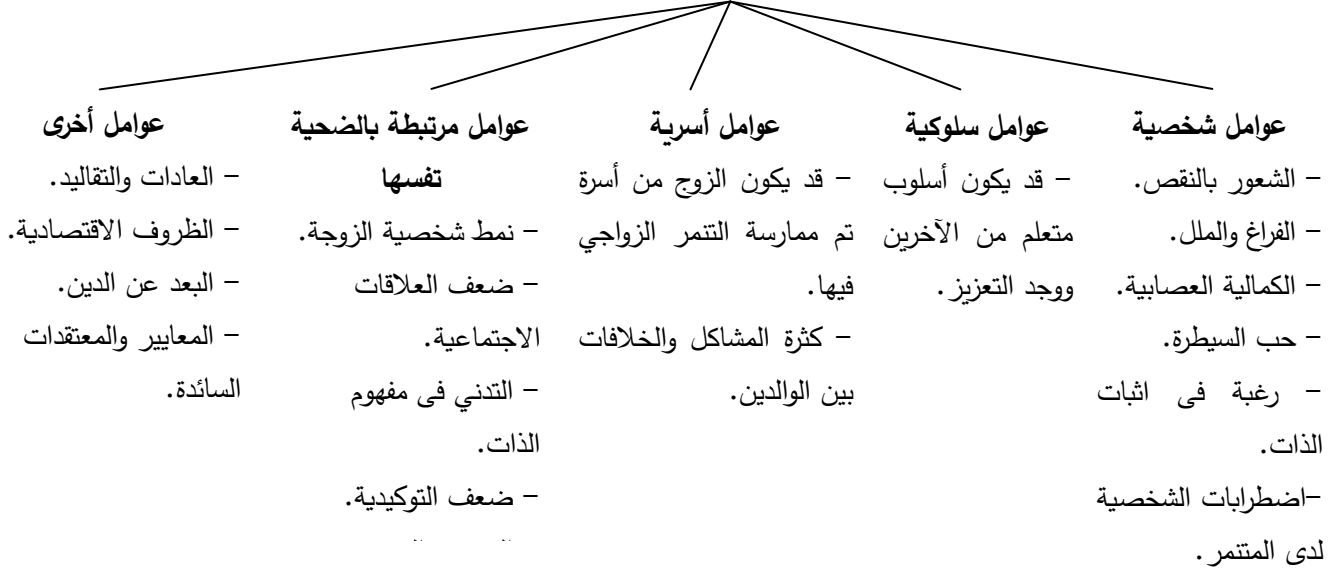 عوامل شخصية
– الشعور بالنقص.
– الفراغ والملل.
– الكمالية العصابية.
– حب السيطرة.
– رغبة فى اثبات
الذات.
–اضطرابات الشخصية
لدى المتنمر.
عوامل سلوكية
– قد يكون أسلوب
متعلم من الآخرين
ووجد التعزيز.
عوامل أسرية
– قد يكون الزوج من أسرة
تم ممارسة التنمر الزواجي
فيها.
– كثرة المشاكل والخلافات
بين الوالدين.
عوامل مرتبطة بالضحية
نفسها
– نمط شخصية الزوجة.
– ضعف العلاقات
الاجتماعية.
– التدني فى مفهوم
الذات.
– ضعف التوكيدية.
عوامل أخرى
– العادات والتقاليد.
– الظروف الاقتصادية.
– البعد عن الدين.
– المعايير والمعتقدات
السائدة.